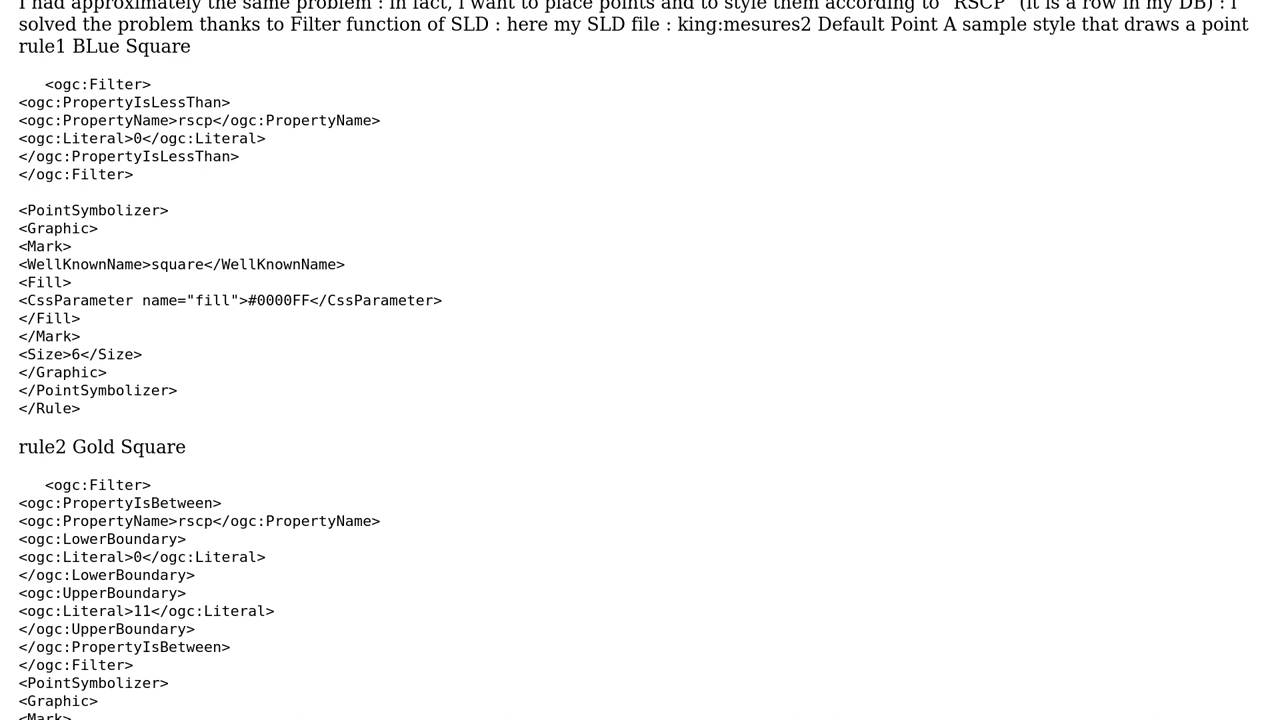 I had approximately the same problem : in fact, i want to place points and to style them according to "RSCP" (it is a row in my DB) : I
solved the problem thanks to Filter function of SLD : here my SLD file : king:mesures2 Default Point A sample style that draws a point
rule1 BLue Square
<ogc:Filter>
<ogc:PropertyIsLessThan>
<ogc:PropertyName>rscp</ogc:PropertyName>
<ogc:Literal>0</ogc:Literal>
</ogc:PropertyIsLessThan>
</ogc:Filter>
<PointSymbolizer>
<Graphic>
<Mark>
<WellKnownName>square</WellKnownName>
<Fill>
<CssParameter name="fill">#0000FF</CssParameter>
</Fill>
</Mark>
<Size>6</Size>
</Graphic>
</PointSymbolizer>
</Rule>
rule2 Gold Square
<ogc:Filter>
<ogc:PropertyIsBetween>
<ogc:PropertyName>rscp</ogc:PropertyName>
<ogc:LowerBoundary>
<ogc:Literal>0</ogc:Literal>
</ogc:LowerBoundary>
<ogc:UpperBoundary>
<ogc:Literal>11</ogc:Literal>
</ogc:UpperBoundary>
</ogc:PropertyIsBetween>
</ogc:Filter>
<PointSymbolizer>
<Graphic>
<Mark>